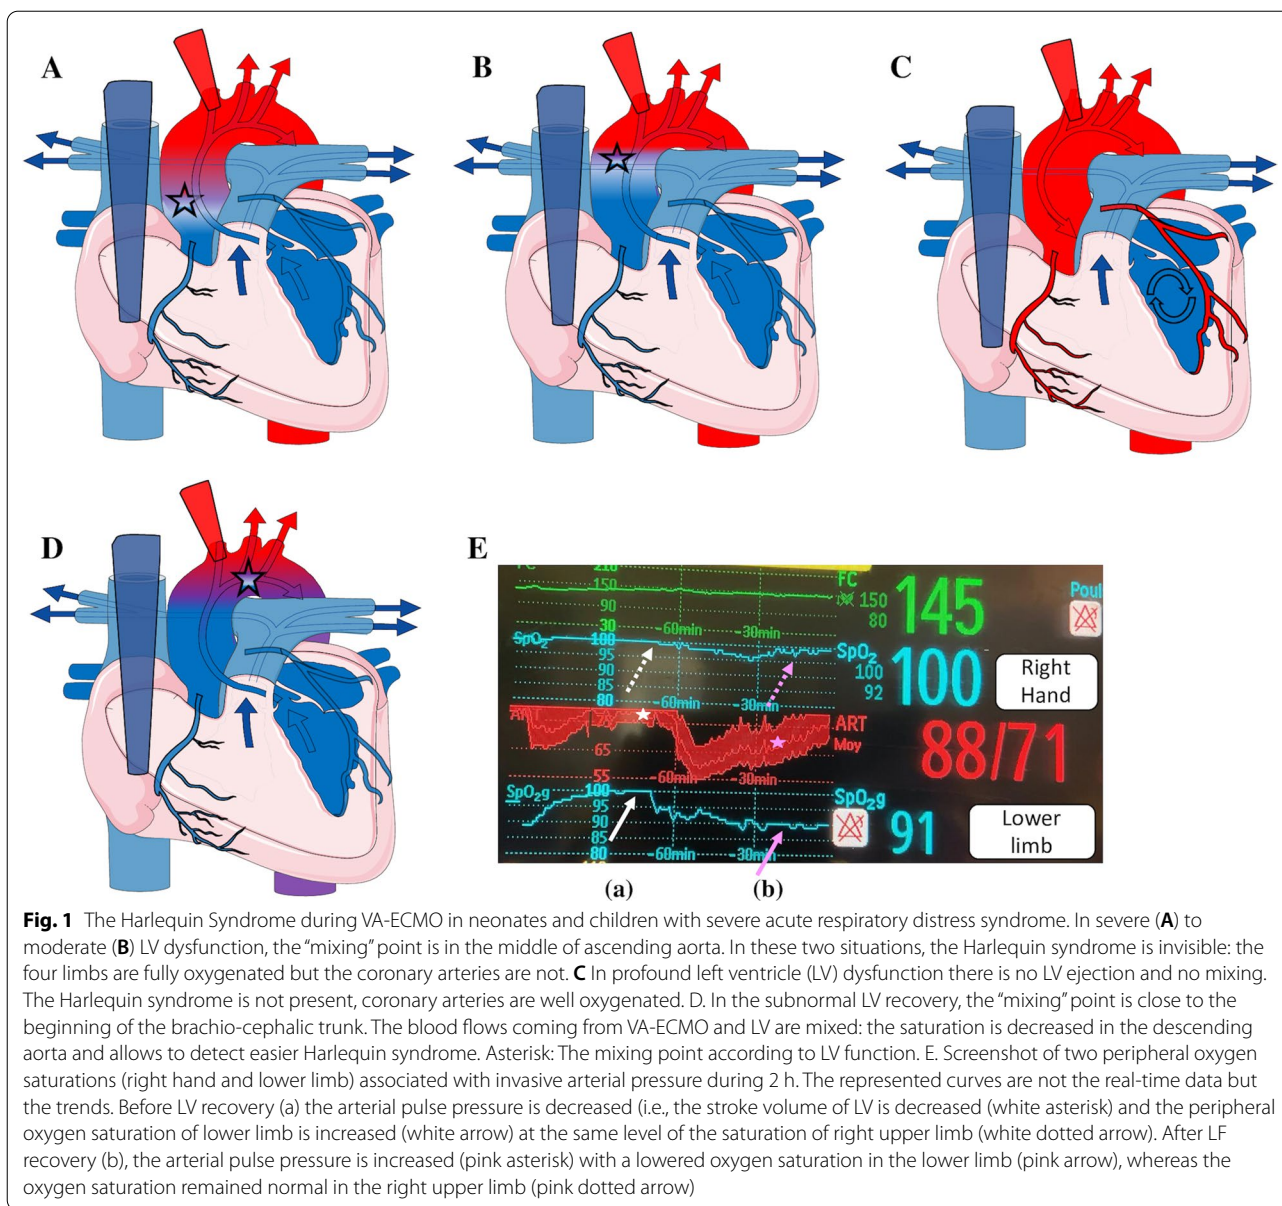 A
B
C
D
E
FC
210
150
90
30
-60min
-30min
FC
150
80
145
Poul
SpO₂
100
95
90
85
80
-60min
-30min
SpO₂
100
92
100
Right
Hand
ART
65
55
-60min
-30min
ART
Moy
88/71
SpO₂g
100
95
90
85
80
-60min
-30min
SpO₂g
91
Lower
limb
(a)
(b)
Fig. 1 The Harlequin Syndrome during VA-ECMO in neonates and children with severe acute respiratory distress syndrome. In severe (A) to
moderate (B) LV dysfunction, the “mixing” point is in the middle of ascending aorta. In these two situations, the Harlequin syndrome is invisible: the
four limbs are fully oxygenated but the coronary arteries are not. C In profound left ventricle (LV) dysfunction there is no LV ejection and no mixing.
The Harlequin syndrome is not present, coronary arteries are well oxygenated. D. In the subnormal LV recovery, the “mixing” point is close to the
beginning of the brachio-cephalic trunk. The blood flows coming from VA-ECMO and LV are mixed: the saturation is decreased in the descending
aorta and allows to detect easier Harlequin syndrome. Asterisk: The mixing point according to LV function. E. Screenshot of two peripheral oxygen
saturations (right hand and lower limb) associated with invasive arterial pressure during 2 h. The represented curves are not the real-time data but
the trends. Before LV recovery (a) the arterial pulse pressure is decreased (i.e., the stroke volume of LV is decreased (white asterisk) and the peripheral
oxygen saturation of lower limb is increased (white arrow) at the same level of the saturation of right upper limb (white dotted arrow). After LF
recovery (b), the arterial pulse pressure is increased (pink asterisk) with a lowered oxygen saturation in the lower limb (pink arrow), whereas the
oxygen saturation remained normal in the right upper limb (pink dotted arrow)